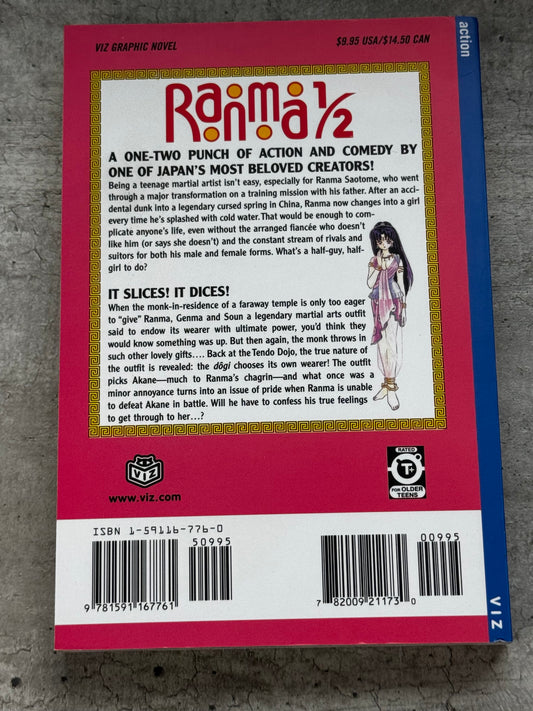 VIZ GRAPHIC NOVEL
$9.95 USA/$14.50 CAN
action
Ranma 1/2
A ONE-TWO PUNCH OF ACTION AND COMEDY BY
ONE OF JAPAN'S MOST BELOVED CREATORS!
Being a teenage martial artist isn't easy, especially for Ranma Saotome, who went
through a major transformation on a training mission with his father. After an acci-
dental dunk into a legendary cursed spring in China, Ranma now changes into a girl
every time he's splashed with cold water. That would be enough to com-
plicate anyone's life, even without the arranged fiancée who doesn't
like him (or says she doesn't) and the constant stream of rivals and
suitors for both his male and female forms. What's a half-guy, half-
girl to do?
IT SLICES! IT DICES!
When the monk-in-residence of a faraway temple is only too eager
to "give" Ranma, Genma and Soun a legendary martial arts outfit
said to endow its wearer with ultimate power, you'd think they
would know something was up. But then again, the monk throws in
such other lovely gifts.... Back at the Tendo Dojo, the true nature of
the outfit is revealed: the dōgi chooses its own wearer! The outfit
picks Akane—much to Ranma's chagrin—and what once was a
minor annoyance turns into an issue of pride when Ranma is unable
to defeat Akane in battle. Will he have to confess his true feelings
to get through to her...?
VIZ
www.viz.com
RATED
T+
FOR OLDER
TEENS
ISBN 1-59116-776-0
50995
9 781591 167761
00995
7 82009 21173 0
VIZ